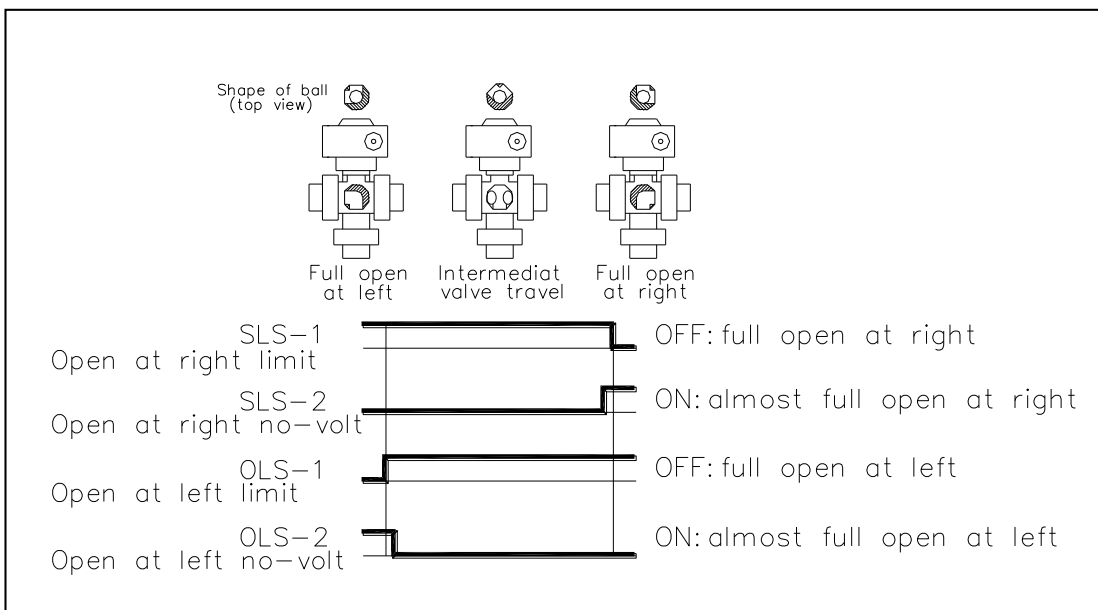 Shape of ball
(top view)
Full open
at left
Intermediat
valve travel
Full open
at right
SLS-1
Open at right limit
OFF: full open at right
SLS-2
Open at right no-volt
ON: almost full open at right
OLS-1
Open at left limit
OFF: full open at left
OLS-2
Open at left no-volt
ON: almost full open at left